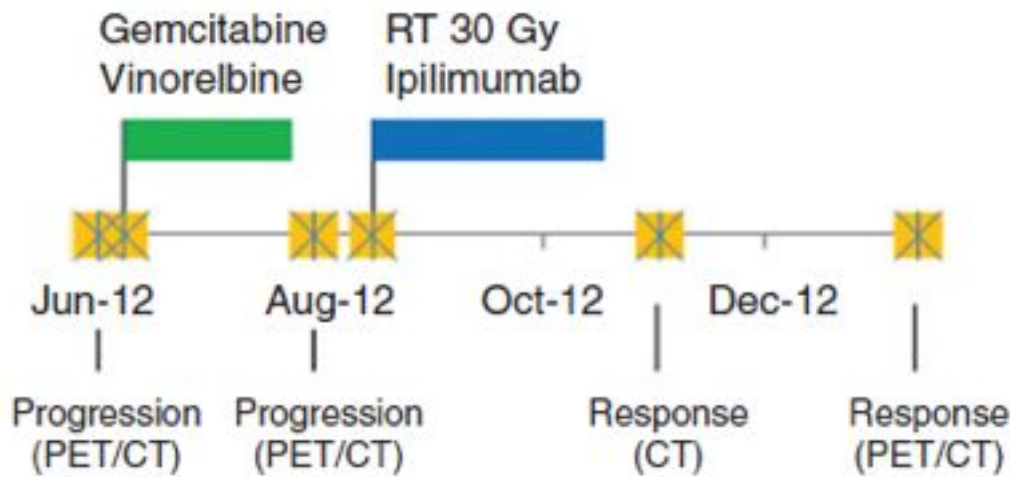 Gemcitabine
Vinorelbine
RT 30 Gy
Ipilimumab
Jun-12
Aug-12
Oct-12
Dec-12
Progression
(PET/CT)
Progression
(PET/CT)
Response
(CT)
Response
(PET/CT)